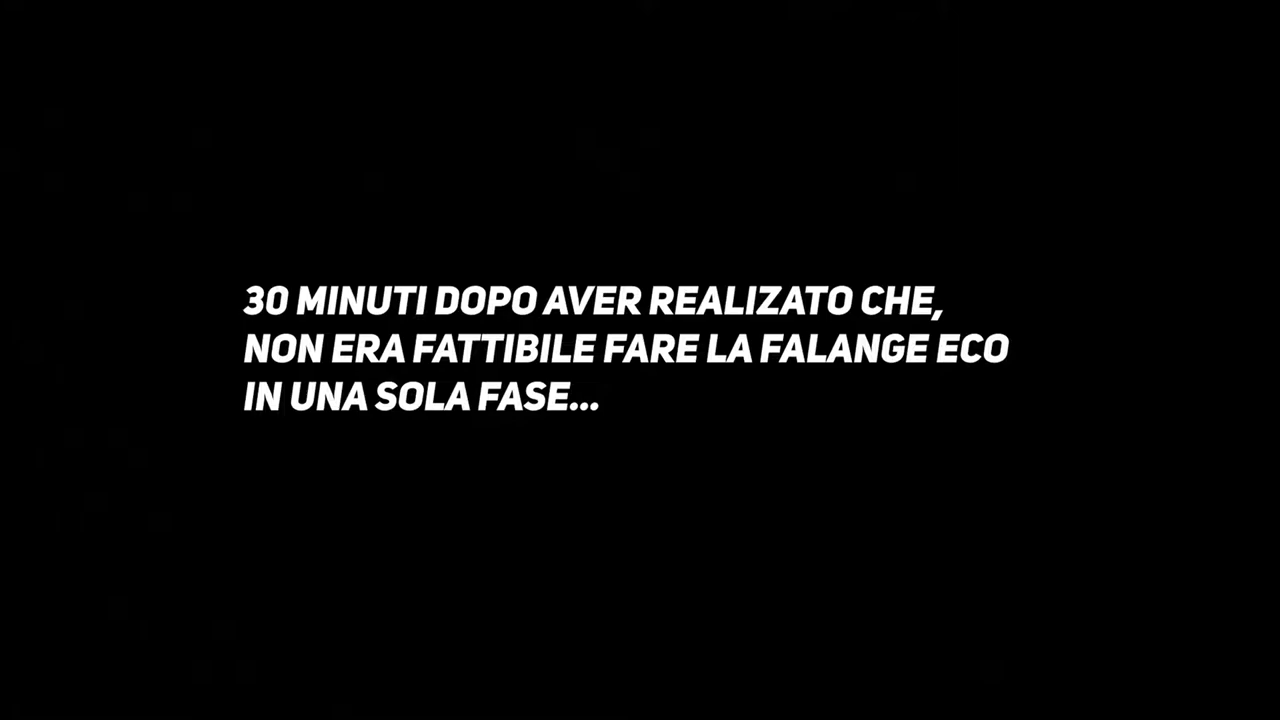 30 MINUTI DOPO AVER REALIZATO CHE,
NON ERA FATTIBILE FARE LA FALANGE ECO
IN UNA SOLA FASE...